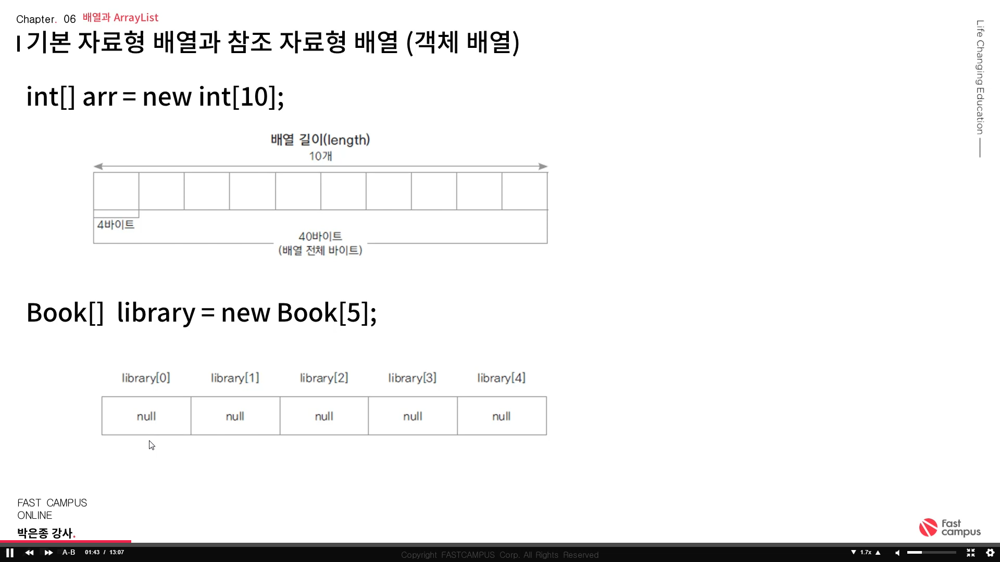 Chapter. 06 배열과 ArrayList
기본 자료형 배열과 참조 자료형 배열 (객체 배열)
Life Changing Education
int[] arr = new int[10];
배열 길이(length)
10개
4바이트
40바이트
(배열 전체 바이트)
Book[] library = new Book[5];
library[0] library[1] library[2] library[3] library[4]
null null null null null
FAST CAMPUS
ONLINE
박은종 강사.
Fast
campus
A-B 01:43 / 13:07
Copyright FASTCAMPUS Corp. All Rights Reserved
1.7x